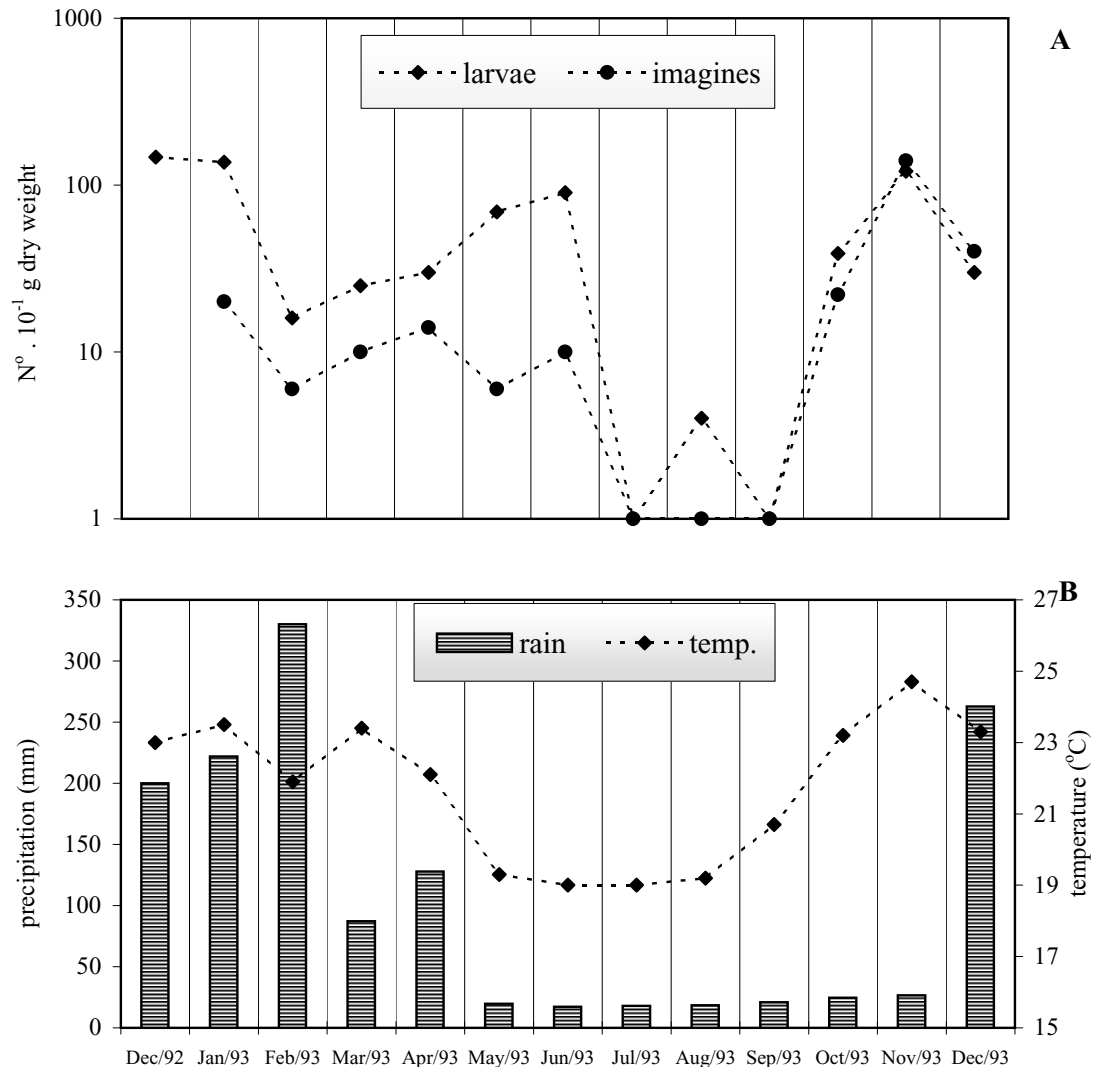 A
larvae imagines
1000
100
10
1
Nº . 10⁻¹ g dry weight
B
rain temp.
350
300
250
200
150
100
50
0
precipitation (mm)
27
25
23
21
19
17
15
temperature (ºC)
Dec/92 Jan/93 Feb/93 Mar/93 Apr/93 May/93 Jun/93 Jul/93 Aug/93 Sep/93 Oct/93 Nov/93 Dec/93